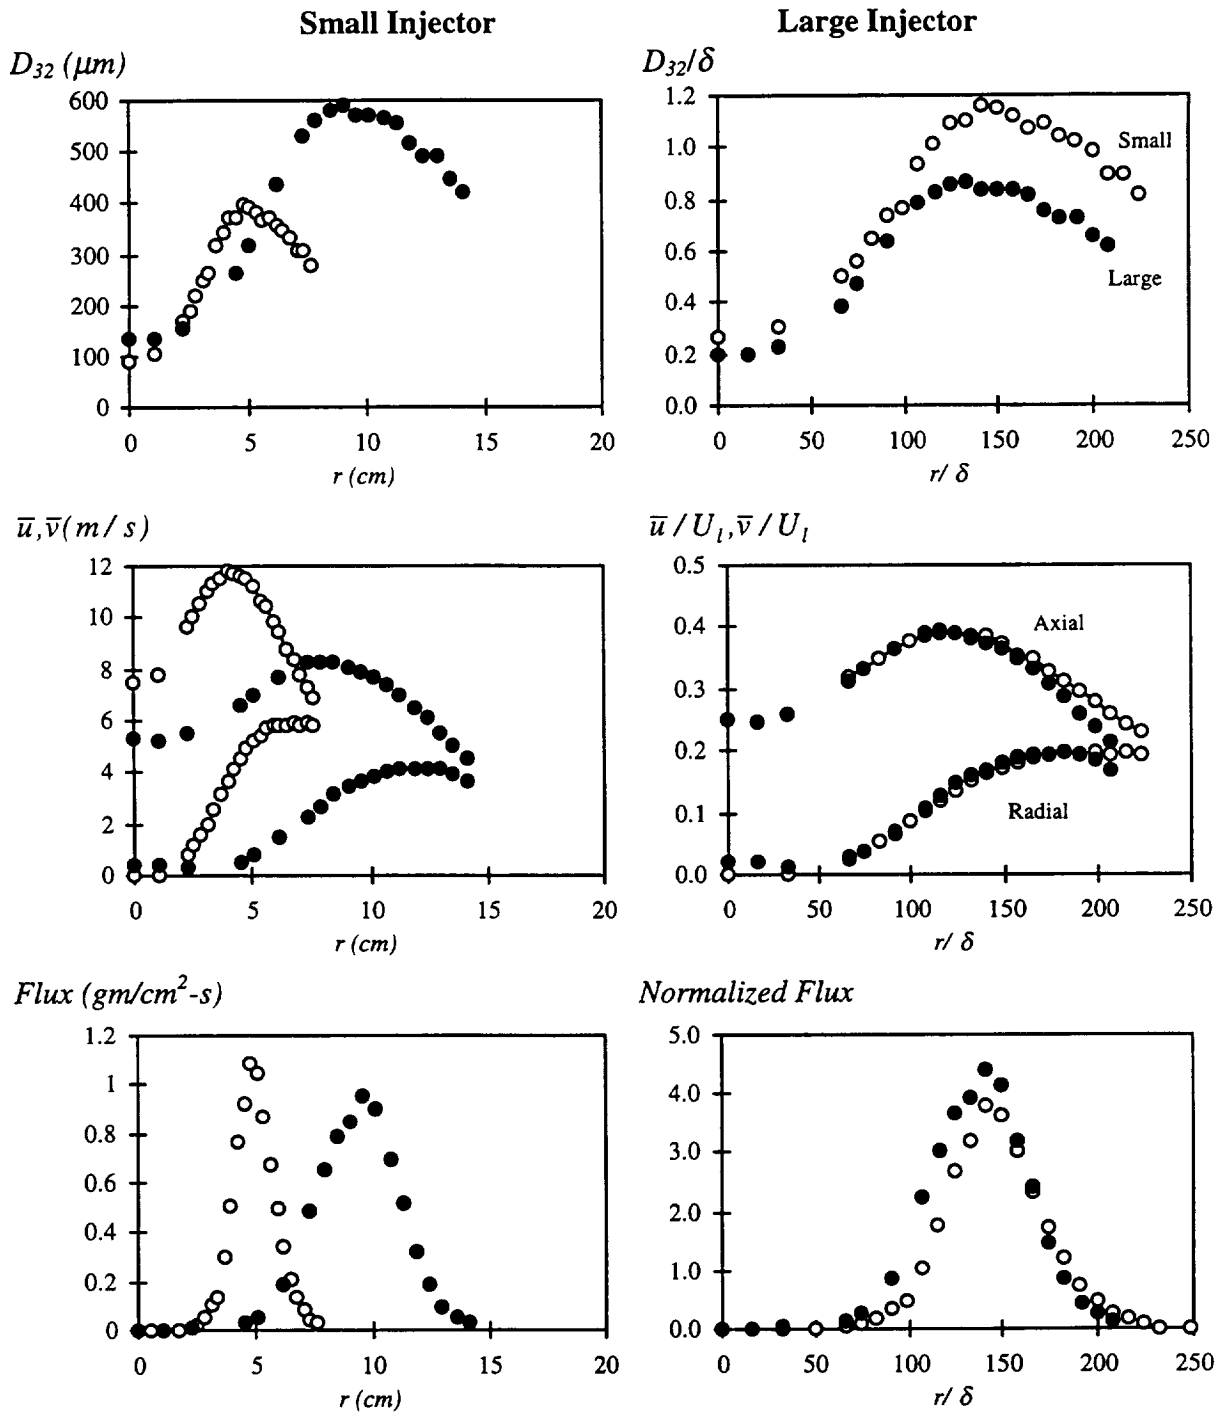 Small Injector
Large Injector
D₃₂ (μm)
600
500
400
300
200
100
0
0 5 10 15 20
r (cm)
D₃₂/δ
1.2
1.0
0.8
0.6
0.4
0.2
0.0
Small
Large
0 50 100 150 200 250
r/ δ
u̅,v̅(m / s)
12
10
8
6
4
2
0
0 5 10 15 20
r (cm)
u̅ / Uₗ,v̅ / Uₗ
0.5
0.4
0.3
0.2
0.1
0.0
Axial
Radial
0 50 100 150 200 250
r/ δ
Flux (gm/cm²-s)
1.2
1
0.8
0.6
0.4
0.2
0
0 5 10 15 20
r (cm)
Normalized Flux
5.0
4.0
3.0
2.0
1.0
0.0
0 50 100 150 200 250
r/ δ